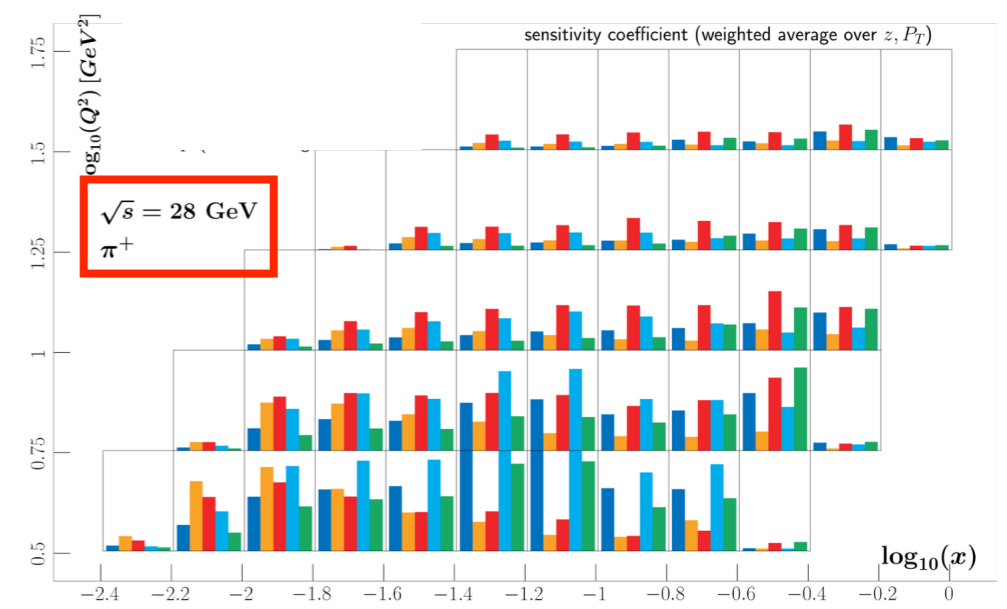 sensitivity coefficient (weighted average over z, P_T)
log₁₀(Q²) [GeV²]
1.75
1.5
1.25
1
0.75
0.5
√s = 28 GeV
π⁺
log₁₀(x)
−2.4 −2.2 −2 −1.8 −1.6 −1.4 −1.2 −1 −0.8 −0.6 −0.4 −0.2 0